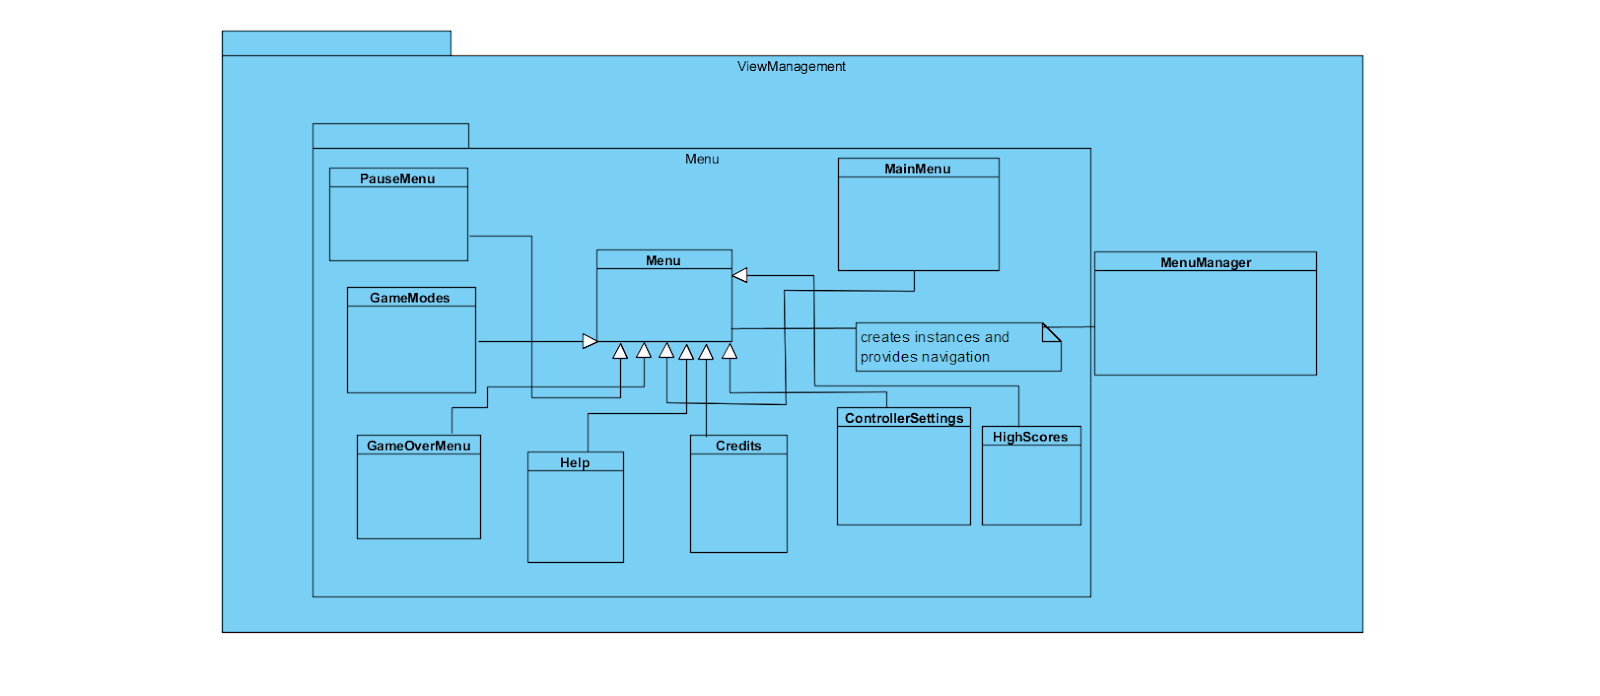 ViewManagement
Menu
PauseMenu
MainMenu
Menu
MenuManager
GameModes
creates instances and
provides navigation
GameOverMenu
Help
Credits
ControllerSettings
HighScores